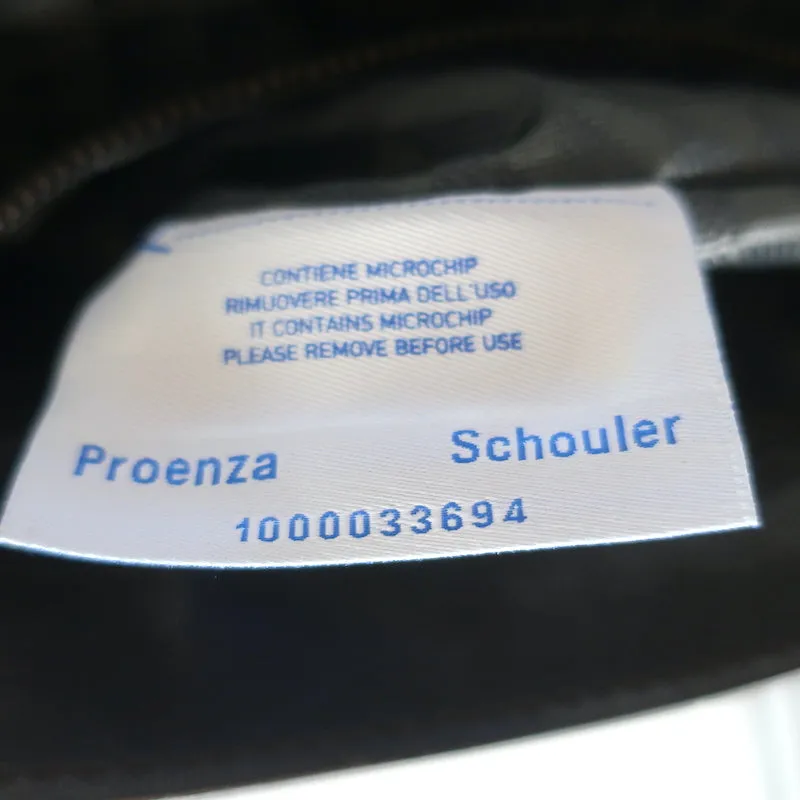 CONTIENE MICROCHIP
RIMUOVERE PRIMA DELL'USO
IT CONTAINS MICROCHIP
PLEASE REMOVE BEFORE USE
Proenza Schouler
1000033694